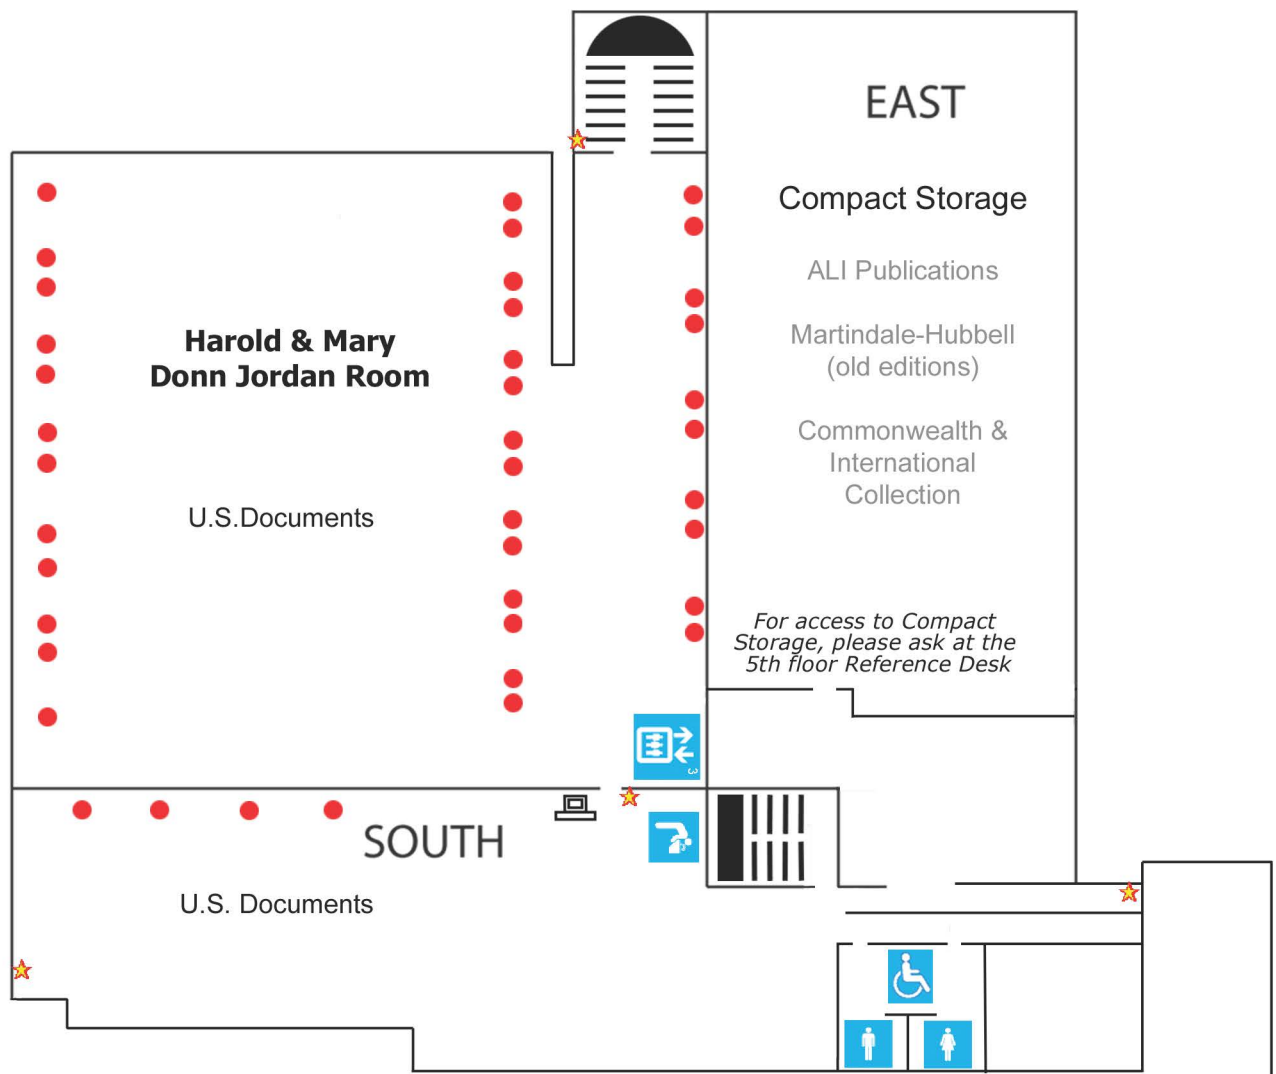 EAST
Compact Storage
ALI Publications
Martindale-Hubbell
(old editions)
Commonwealth &
International
Collection
For access to Compact
Storage, please ask at the
5th floor Reference Desk
Harold & Mary
Donn Jordan Room
U.S.Documents
3
SOUTH
U.S. Documents